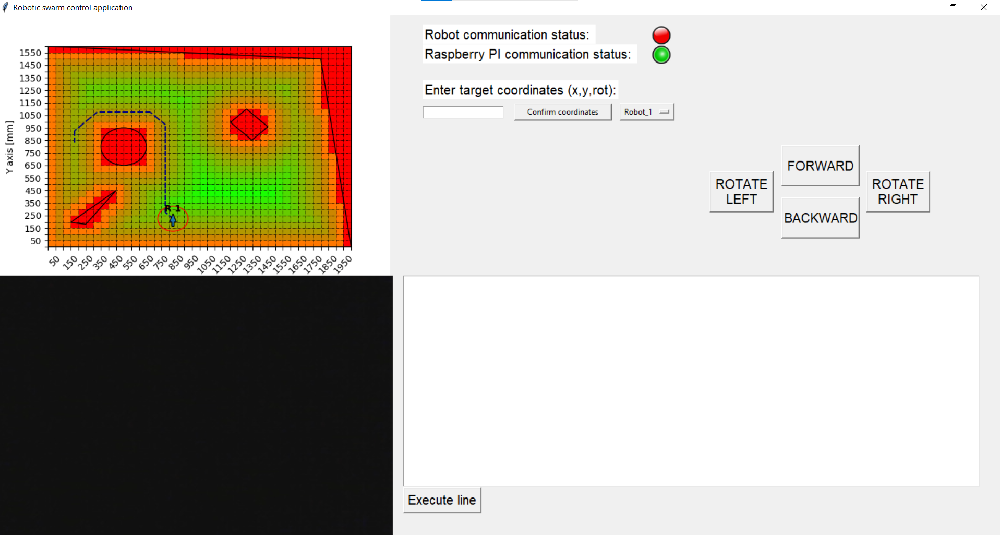 Robotic swarm control application
Robot communication status:
Raspberry PI communication status:
Enter target coordinates (x,y,rot):
Confirm coordinates
Robot_1
FORWARD
ROTATE
LEFT
ROTATE
RIGHT
BACKWARD
Y axis [mm]
1550
1450
1350
1250
1150
1050
950
850
750
650
550
450
350
250
150
50
R 1
50 150 250 350 450 550 650 750 850 950 1050 1150 1250 1350 1450 1550 1650 1750 1850 1950
Execute line